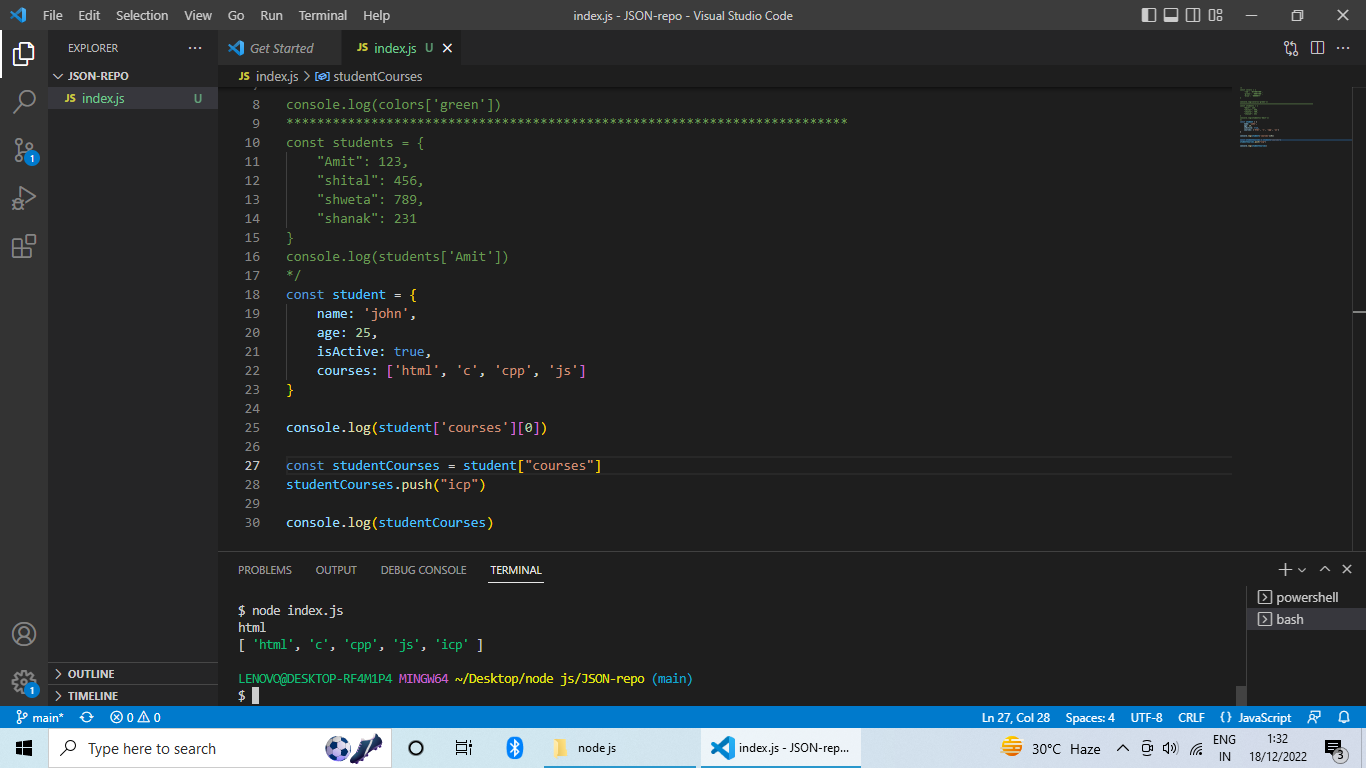 File Edit Selection View Go Run Terminal Help index.js - JSON-repo - Visual Studio Code
EXPLORER ··· Get Started JS index.js U
JSON-REPO JS index.js > studentCourses
JS index.js U
8 console.log(colors['green'])
9 *************************************************************************
10 const students = {
11 "Amit": 123,
12 "shital": 456,
13 "shweta": 789,
14 "shanak": 231
15 }
16 console.log(students['Amit'])
17 */
18 const student = {
19 name: 'john',
20 age: 25,
21 isActive: true,
22 courses: ['html', 'c', 'cpp', 'js']
23 }
24
25 console.log(student['courses'][0])
26
27 const studentCourses = student["courses"]
28 studentCourses.push("icp")
29
30 console.log(studentCourses)
PROBLEMS OUTPUT DEBUG CONSOLE TERMINAL
$ node index.js
html
[ 'html', 'c', 'cpp', 'js', 'icp' ]
LENOVO@DESKTOP-RF4M1P4 MINGW64 ~/Desktop/node js/JSON-repo (main)
$
powershell
bash
1
1
OUTLINE
TIMELINE
main* 0 0 Ln 27, Col 28 Spaces: 4 UTF-8 CRLF {} JavaScript
Type here to search node.js index.js - JSON-rep... 30°C Haze ENG IN 1:32 18/12/2022 3